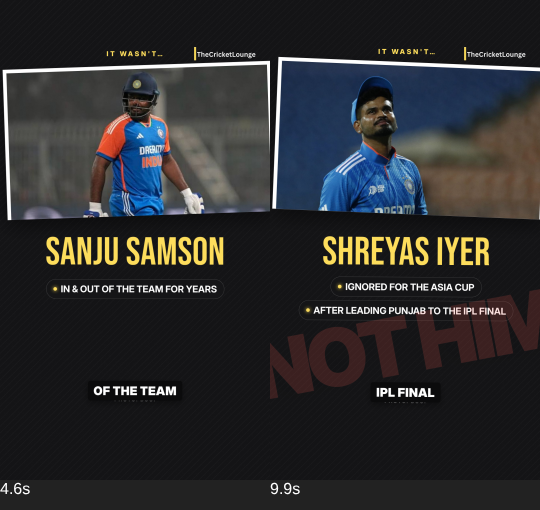 IT WASN'T...
TheCricketLounge
SANJU SAMSON
IN & OUT OF THE TEAM FOR YEARS
OF THE TEAM
4.6s
IT WASN'T...
TheCricketLounge
SHREYAS IYER
IGNORED FOR THE ASIA CUP
AFTER LEADING PUNJAB TO THE IPL FINAL
NOT HIM
IPL FINAL
9.9s